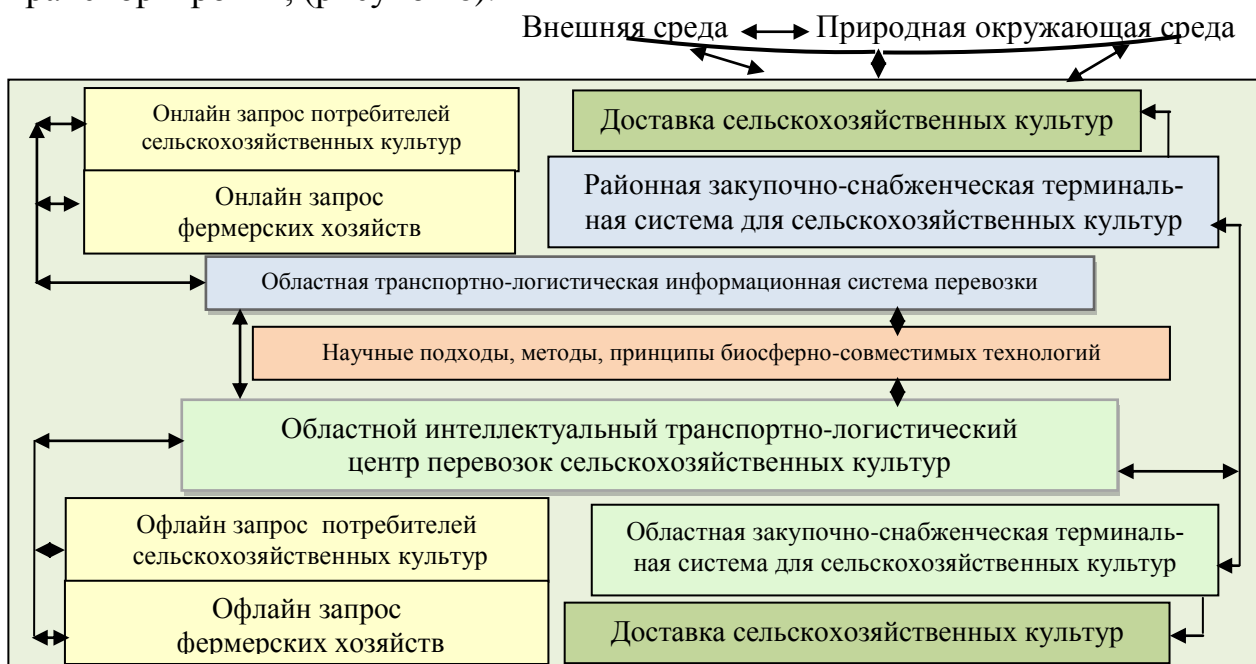 Внешняя среда Природная окружающая среда
Онлайн запрос потребителей
сельскохозяйственных культур
Доставка сельскохозяйственных культур
Онлайн запрос
фермерских хозяйств
Районная закупочно-снабженческая терминаль-
ная система для сельскохозяйственных культур
Областная транспортно-логистическая информационная система перевозки
Научные подходы, методы, принципы биосферно-совместимых технологий
Областной интеллектуальный транспортно-логистический
центр перевозок сельскохозяйственных культур
Офлайн запрос потребителей
сельскохозяйственных культур
Областная закупочно-снабженческая терминаль-
ная система для сельскохозяйственных культур
Офлайн запрос
фермерских хозяйств
Доставка сельскохозяйственных культур